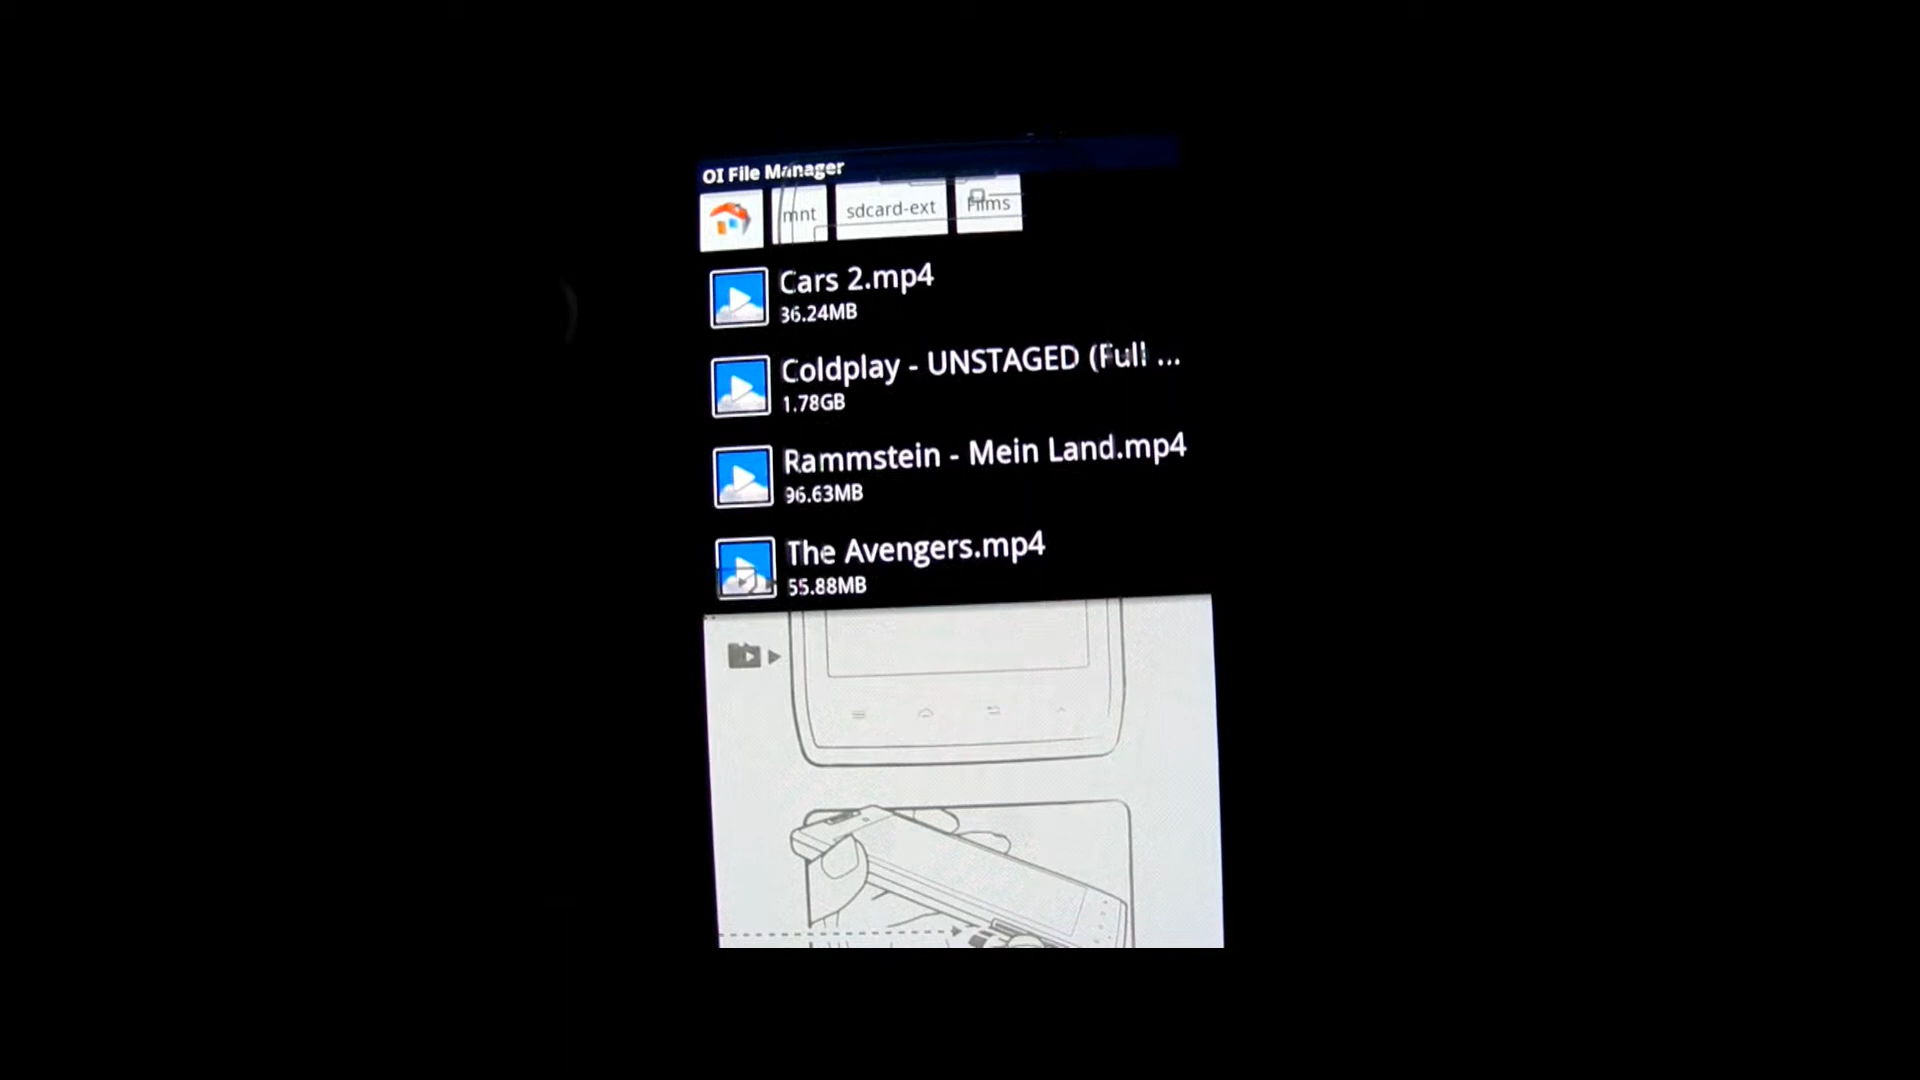 OI File Manager
mnt
sdcard-ext
Films
Cars 2.mp4
36.24MB
Coldplay - UNSTAGED (Full ...
1.78GB
Rammstein - Mein Land.mp4
96.63MB
The Avengers.mp4
55.88MB